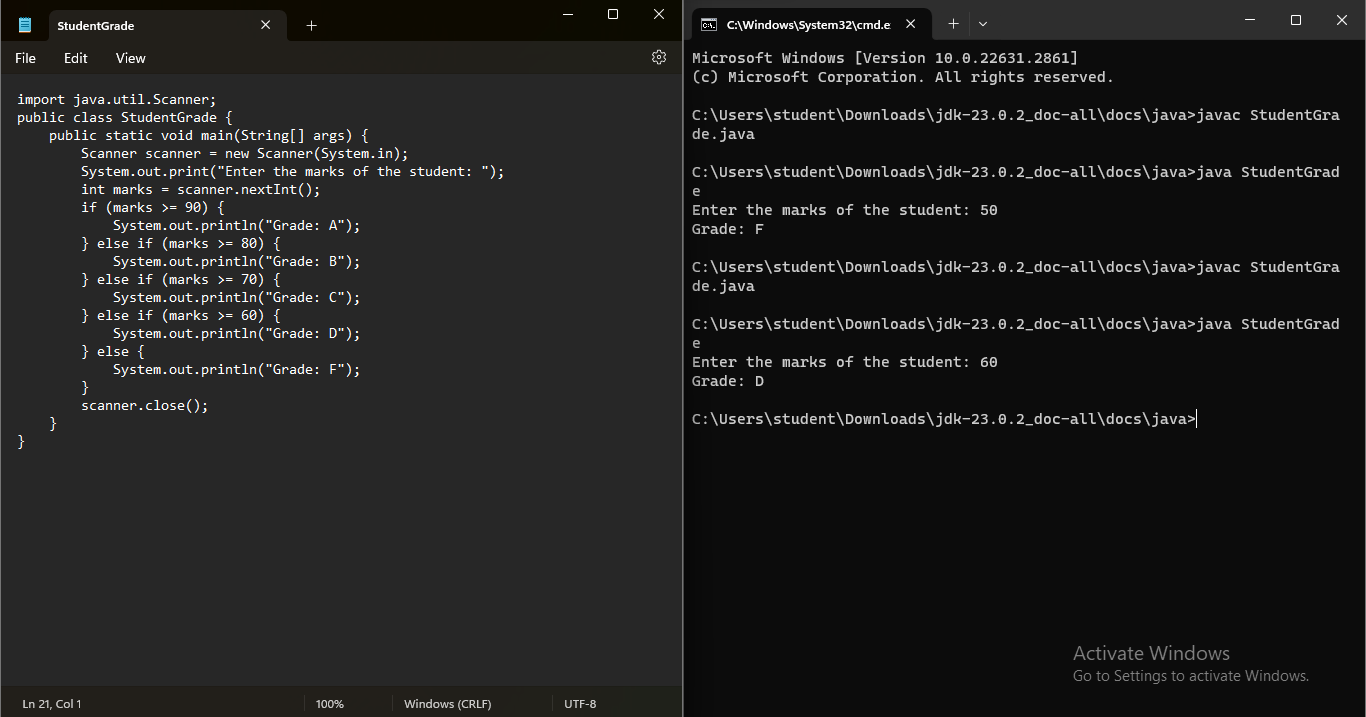 StudentGrade
File Edit View
import java.util.Scanner;
public class StudentGrade {
    public static void main(String[] args) {
        Scanner scanner = new Scanner(System.in);
        System.out.print("Enter the marks of the student: ");
        int marks = scanner.nextInt();
        if (marks >= 90) {
            System.out.println("Grade: A");
        } else if (marks >= 80) {
            System.out.println("Grade: B");
        } else if (marks >= 70) {
            System.out.println("Grade: C");
        } else if (marks >= 60) {
            System.out.println("Grade: D");
        } else {
            System.out.println("Grade: F");
        }
        scanner.close();
    }
}
Ln 21, Col 1 100% Windows (CRLF) UTF-8
C:\Windows\System32\cmd.e
Microsoft Windows [Version 10.0.22631.2861]
(c) Microsoft Corporation. All rights reserved.
C:\Users\student\Downloads\jdk-23.0.2_doc-all\docs\java>javac StudentGra
de.java
C:\Users\student\Downloads\jdk-23.0.2_doc-all\docs\java>java StudentGrad
e
Enter the marks of the student: 50
Grade: F
C:\Users\student\Downloads\jdk-23.0.2_doc-all\docs\java>javac StudentGra
de.java
C:\Users\student\Downloads\jdk-23.0.2_doc-all\docs\java>java StudentGrad
e
Enter the marks of the student: 60
Grade: D
C:\Users\student\Downloads\jdk-23.0.2_doc-all\docs\java>
Activate Windows
Go to Settings to activate Windows.